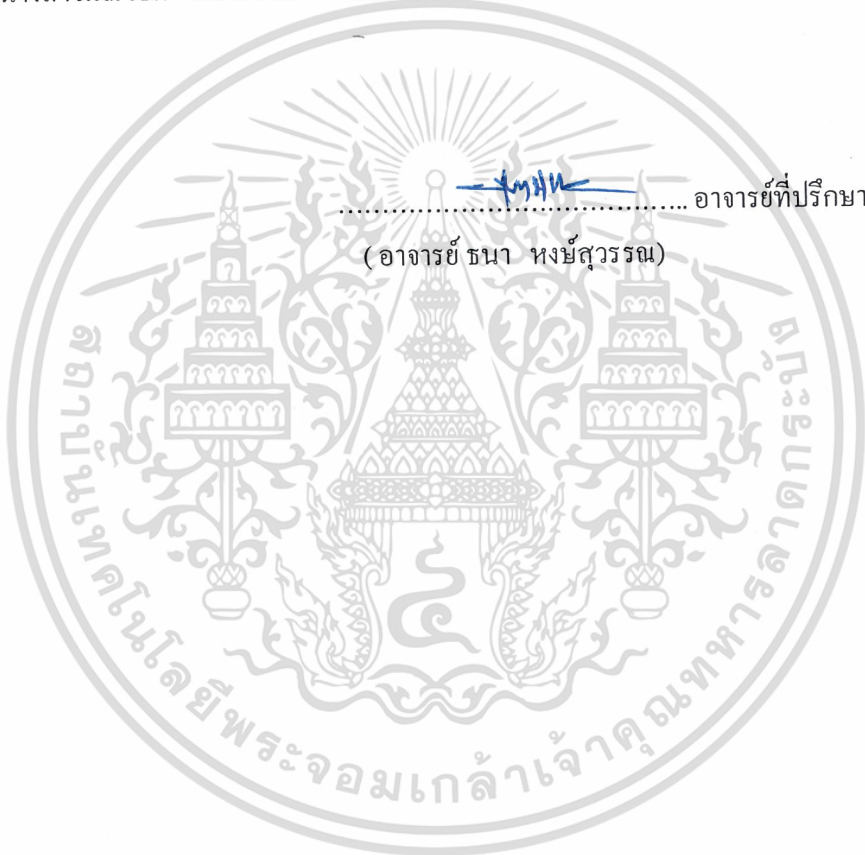 .......................................... อาจารย์ที่ปรึกษา
( อาจารย์ ธนา หงษ์สุวรรณ)
สถาบันเทคโนโลยีพระจอมเกล้าเจ้าคุณทหารลาดกระบัง